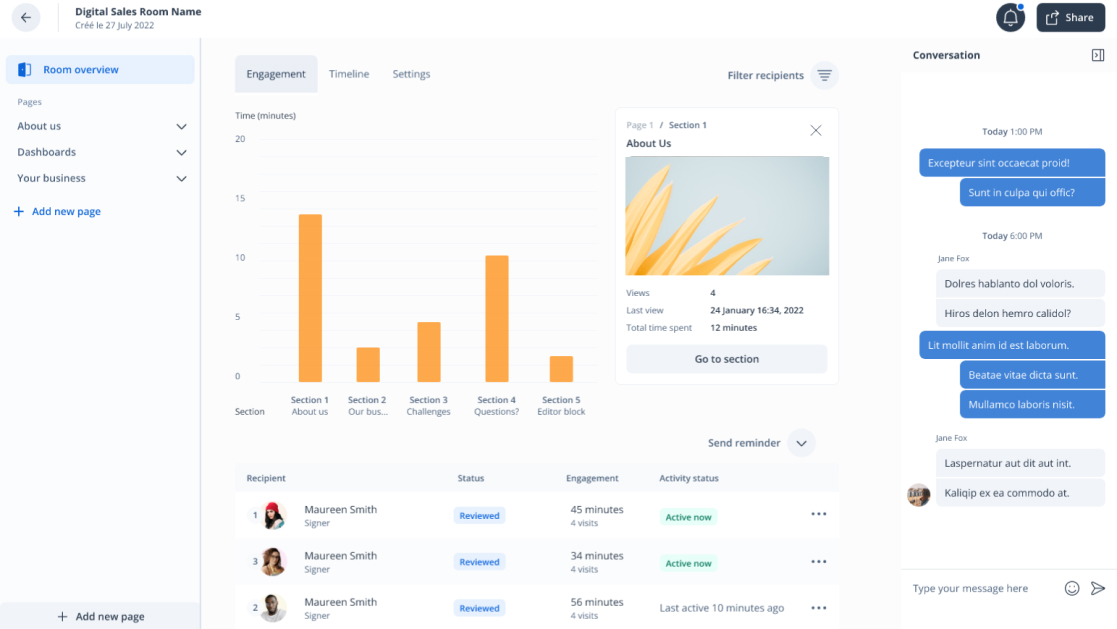 Digital Sales Room Name
Créé le 27 July 2022
Share
Room overview
Pages
About us
Dashboards
Your business
Add new page
Add new page
Engagement
Timeline
Settings
Filter recipients
Time (minutes)
20
15
10
5
0
Section
Section 1
About us
Section 2
Our bus...
Section 3
Challenges
Section 4
Questions?
Section 5
Editor block
Page 1 / Section 1
About Us
Views 4
Last view 24 January 16:34, 2022
Total time spent 12 minutes
Go to section
Send reminder
Recipient Status Engagement Activity status
1 Maureen Smith Reviewed 45 minutes Active now
Signer 4 visits
3 Maureen Smith Reviewed 34 minutes Active now
Signer 4 visits
2 Maureen Smith Reviewed 56 minutes Last active 10 minutes ago
Signer 4 visits
Conversation
Today 1:00 PM
Excepteur sint occaecat proid!
Sunt in culpa qui offic?
Today 6:00 PM
Jane Fox
Dolres hablanto dol voloris.
Hiros delon hemro calidol?
Lit mollit anim id est laborum.
Beatae vitae dicta sunt.
Mullamco laboris nisit.
Jane Fox
Laspernatur aut dit aut int.
Kaliqip ex ea commodo at.
Type your message here